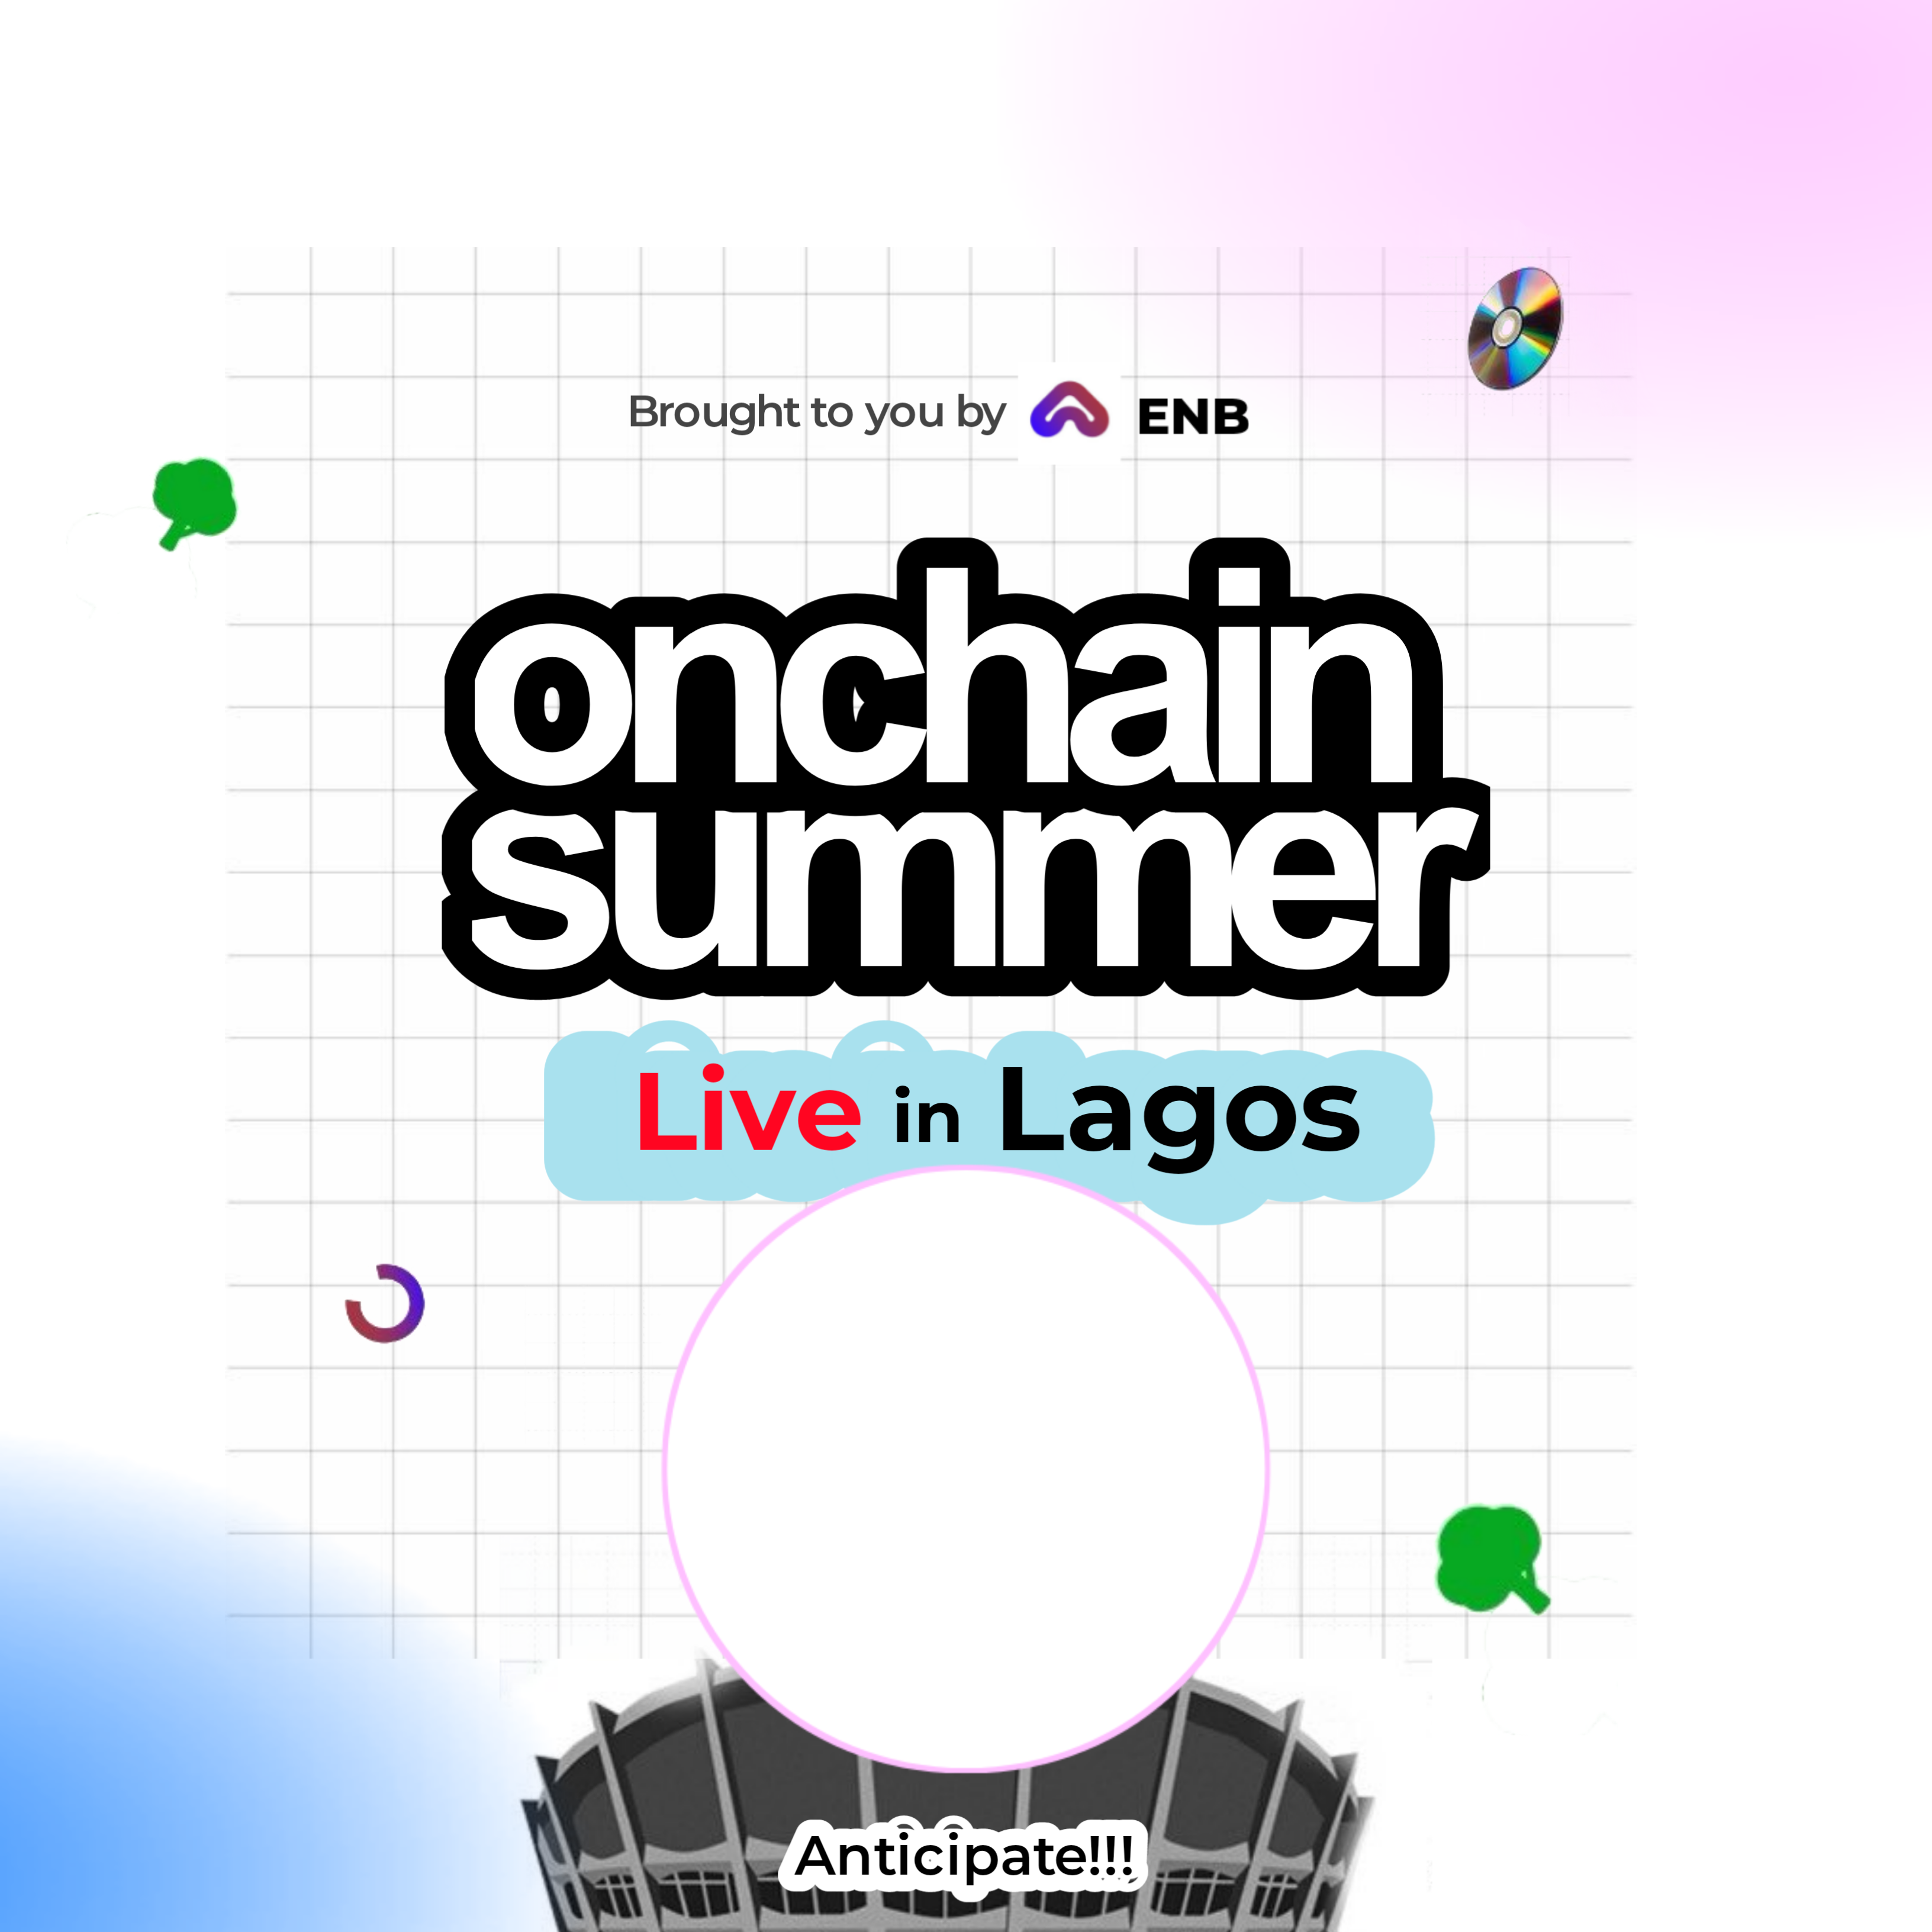 Brought to you by ENB
onchain
summer
Live in Lagos
Anticipate!!!